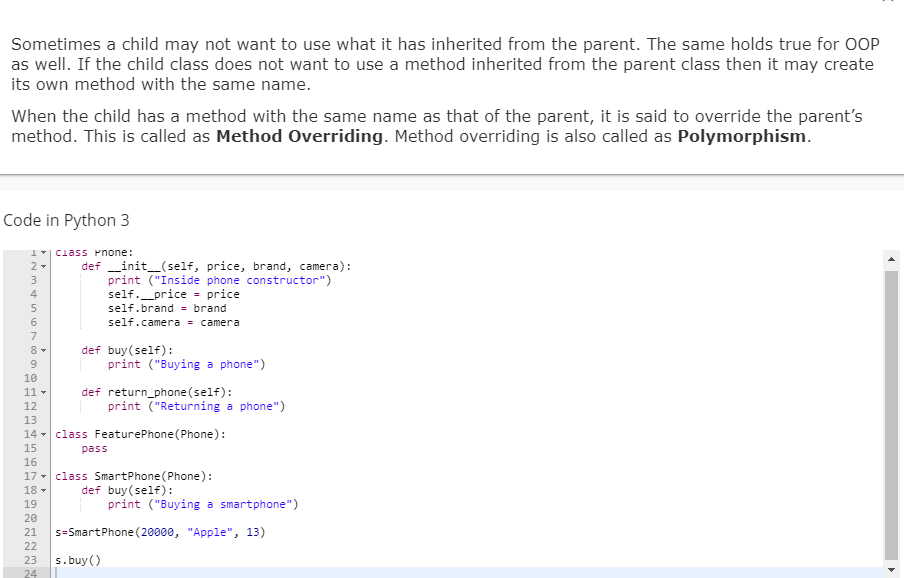 Sometimes a child may not want to use what it has inherited from the parent. The same holds true for OOP
as well. If the child class does not want to use a method inherited from the parent class then it may create
its own method with the same name.
When the child has a method with the same name as that of the parent, it is said to override the parent’s
method. This is called as Method Overriding. Method overriding is also called as Polymorphism.
Code in Python 3
1 class Phone:
2 def __init__(self, price, brand, camera):
3 print ("Inside phone constructor")
4 self.__price = price
5 self.brand = brand
6 self.camera = camera
7
8 def buy(self):
9 print ("Buying a phone")
10
11 def return_phone(self):
12 print ("Returning a phone")
13
14 class FeaturePhone(Phone):
15 pass
16
17 class SmartPhone(Phone):
18 def buy(self):
19 print ("Buying a smartphone")
20
21 s=SmartPhone(20000, "Apple", 13)
22
23 s.buy()
24